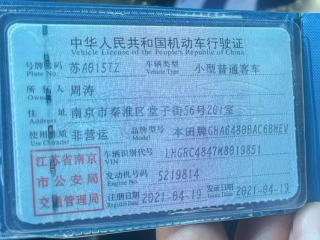 中华人民共和国机动车行驶证
Vehicle License of the People's Republic of China
号牌号码 苏A615TZ 车辆类型 小型普通客车
Plate No. Vehicle Type
所有人 周涛
Owner
住址 南京市秦淮区堂子街56号201室
Address
使用性质 非营运 品牌型号 本田牌GHA6480BAC6BHEV
Use Character Model
江苏省南京
市公安局
交通管理局
车辆识别代号 LHGRC4847M8019851
VIN
发动机号码 5219814
Engine No.
注册日期 2021-04-19 发证日期 2021-04-19
Register Date Issue Date